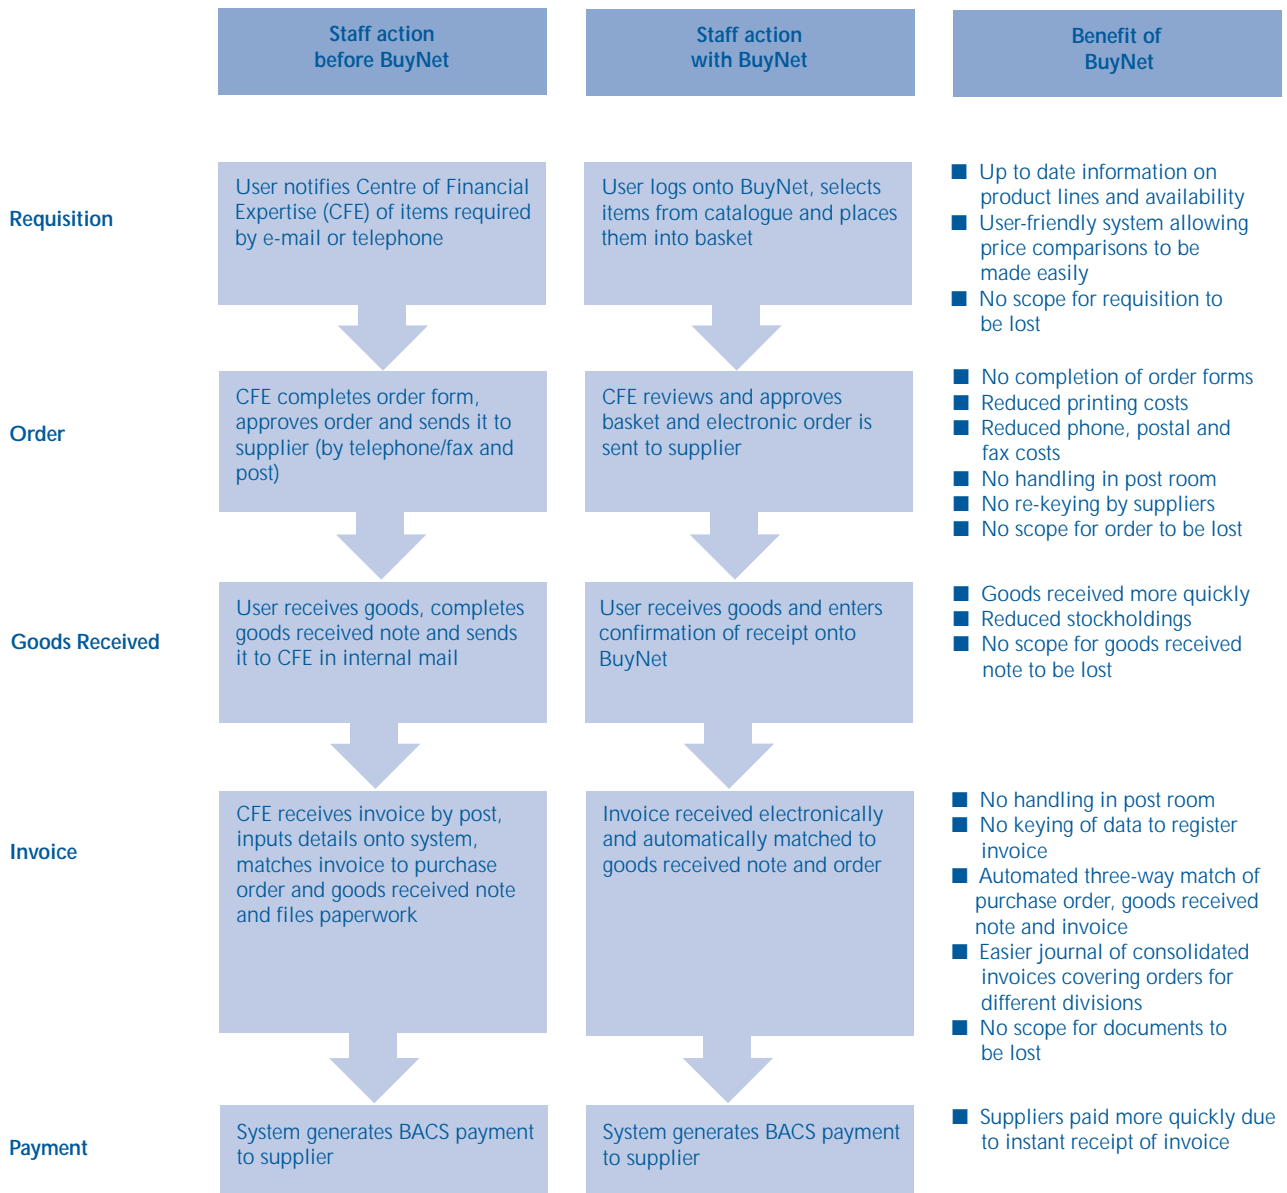 Staff action
before BuyNet
Staff action
with BuyNet
Benefit of
BuyNet
Requisition
User notifies Centre of Financial
Expertise (CFE) of items required
by e-mail or telephone
User logs onto BuyNet, selects
items from catalogue and places
them into basket
■ Up to date information on
product lines and availability
■ User-friendly system allowing
price comparisons to be
made easily
■ No scope for requisition to
be lost
Order
CFE completes order form,
approves order and sends it to
supplier (by telephone/fax and
post)
CFE reviews and approves
basket and electronic order is
sent to supplier
■ No completion of order forms
■ Reduced printing costs
■ Reduced phone, postal and
fax costs
■ No handling in post room
■ No re-keying by suppliers
■ No scope for order to be lost
Goods Received
User receives goods, completes
goods received note and sends
it to CFE in internal mail
User receives goods and enters
confirmation of receipt onto
BuyNet
■ Goods received more quickly
■ Reduced stockholdings
■ No scope for goods received
note to be lost
Invoice
CFE receives invoice by post,
inputs details onto system,
matches invoice to purchase
order and goods received note
and files paperwork
Invoice received electronically
and automatically matched to
goods received note and order
■ No handling in post room
■ No keying of data to register
invoice
■ Automated three-way match of
purchase order, goods received
note and invoice
■ Easier journal of consolidated
invoices covering orders for
different divisions
■ No scope for documents to
be lost
Payment
System generates BACS payment
to supplier
System generates BACS payment
to supplier
■ Suppliers paid more quickly due
to instant receipt of invoice